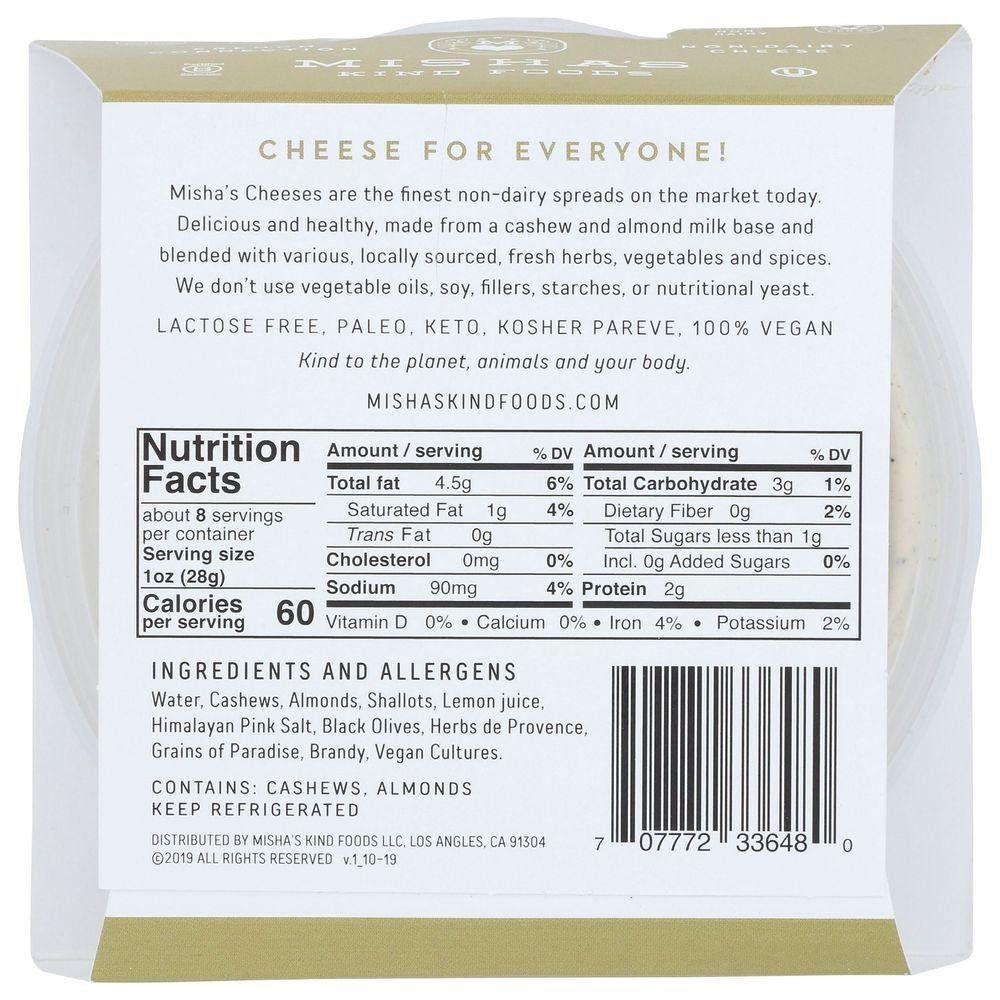 MISHA'S
NON-DAIRY
KIND FOODS
CHEESE FOR EVERYONE!
Misha's Cheeses are the finest non-dairy spreads on the market today.
Delicious and healthy, made from a cashew and almond milk base and
blended with various, locally sourced, fresh herbs, vegetables and spices.
We don't use vegetable oils, soy, fillers, starches, or nutritional yeast.
LACTOSE FREE, PALEO, KETO, KOSHER PAREVE, 100% VEGAN
Kind to the planet, animals and your body.
MISHASKINDFOODS.COM
Nutrition
Facts
about 8 servings
per container
Serving size
1oz (28g)
Calories
per serving 60
Amount / serving % DV
Total fat 4.5g 6%
Saturated Fat 1g 4%
Trans Fat 0g
Cholesterol 0mg 0%
Sodium 90mg 4%
Amount / serving % DV
Total Carbohydrate 3g 1%
Dietary Fiber 0g 2%
Total Sugars less than 1g
Incl. 0g Added Sugars 0%
Protein 2g
Vitamin D 0% • Calcium 0% • Iron 4% • Potassium 2%
INGREDIENTS AND ALLERGENS
Water, Cashews, Almonds, Shallots, Lemon juice,
Himalayan Pink Salt, Black Olives, Herbs de Provence,
Grains of Paradise, Brandy, Vegan Cultures.
CONTAINS: CASHEWS, ALMONDS
KEEP REFRIGERATED
DISTRIBUTED BY MISHA'S KIND FOODS LLC, LOS ANGLES, CA 91304
©2019 ALL RIGHTS RESERVED v.1_10-19
7 07772 33648 0